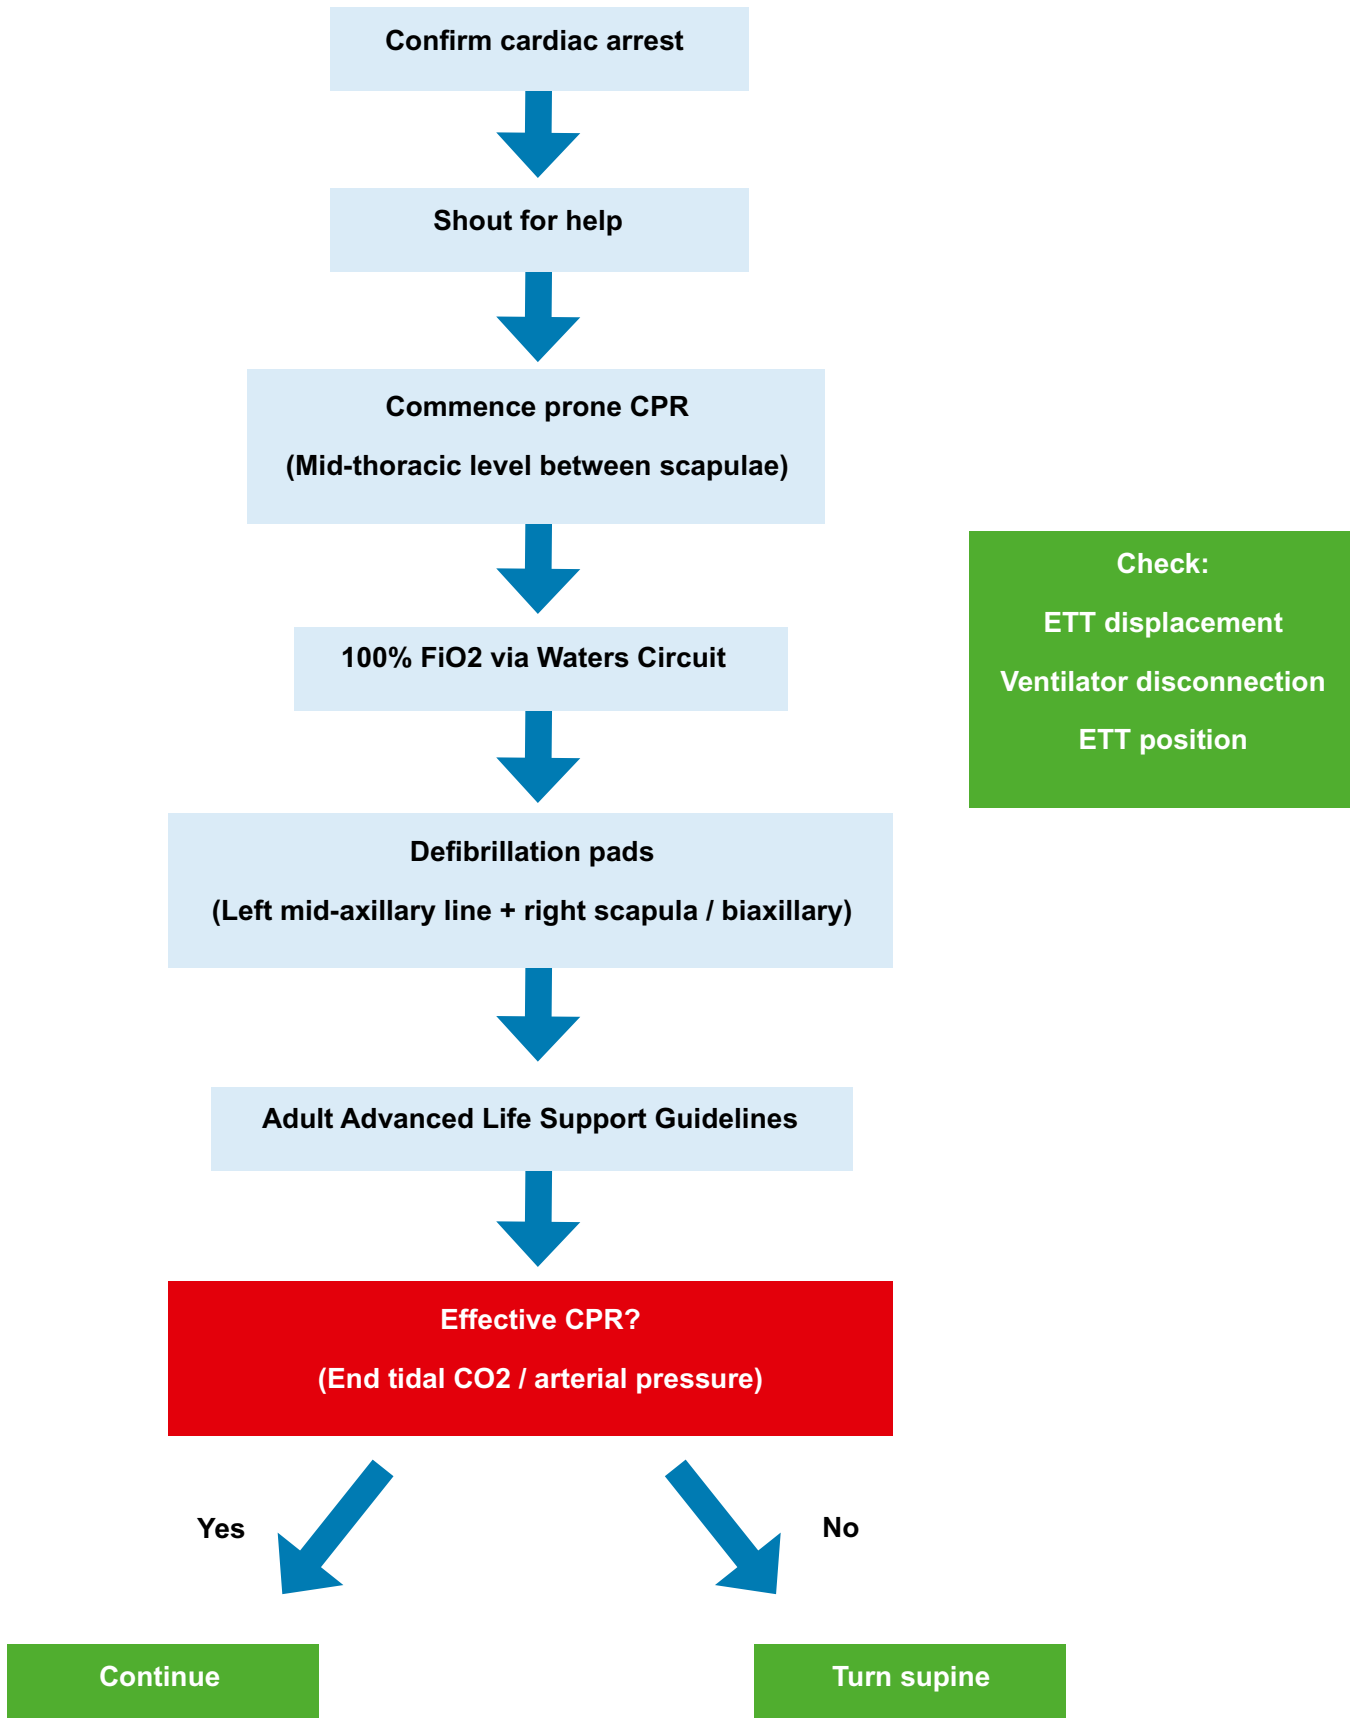 Confirm cardiac arrest
Shout for help
Commence prone CPR
(Mid-thoracic level between scapulae)
100% FiO2 via Waters Circuit
Check:
ETT displacement
Ventilator disconnection
ETT position
Defibrillation pads
(Left mid-axillary line + right scapula / biaxillary)
Adult Advanced Life Support Guidelines
Effective CPR?
(End tidal CO2 / arterial pressure)
Yes
No
Continue
Turn supine